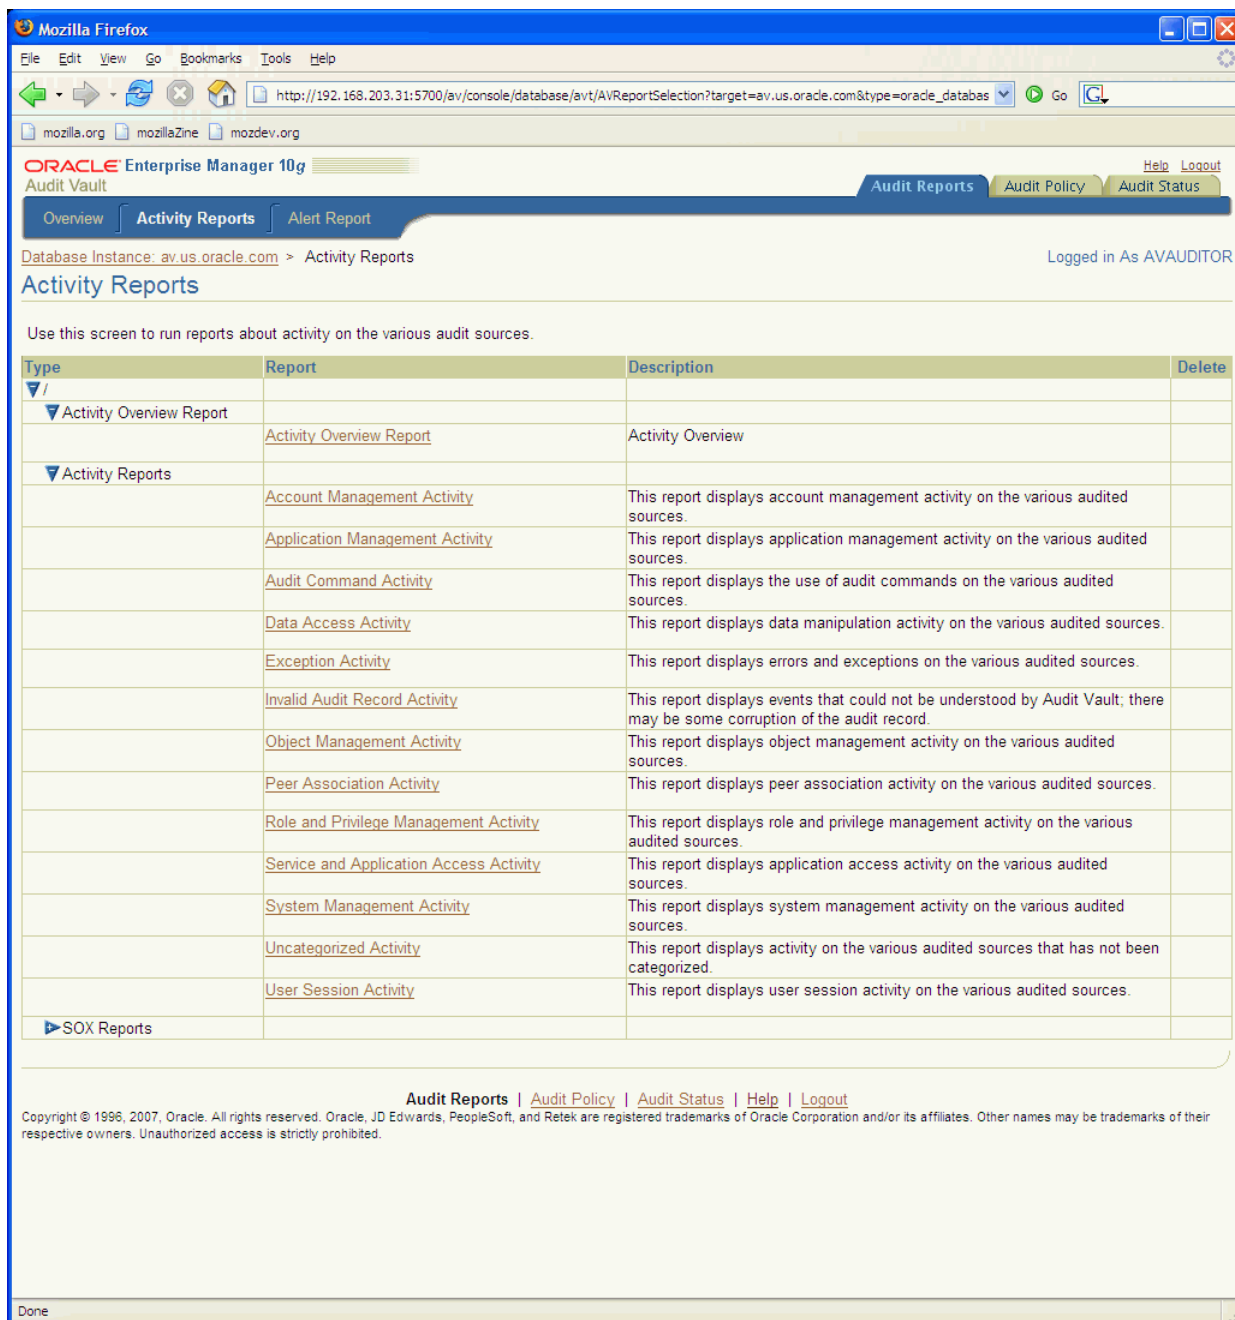 Mozilla Firefox
File Edit View Go Bookmarks Tools Help
http://192.168.203.31:5700/av/console/database/avt/AVReportSelection?target=av.us.oracle.com&type=oracle_databas Go G
mozilla.org mozillaZine mozdev.org
ORACLE Enterprise Manager 10g Help Logout
Audit Vault Audit Reports Audit Policy Audit Status
Overview Activity Reports Alert Report
Database Instance: av.us.oracle.com > Activity Reports Logged in As AVAUDITOR
Activity Reports
Use this screen to run reports about activity on the various audit sources.
Type Report Description Delete
/
Activity Overview Report
Activity Overview Report Activity Overview
Activity Reports
Account Management Activity This report displays account management activity on the various audited
sources.
Application Management Activity This report displays application management activity on the various audited
sources.
Audit Command Activity This report displays the use of audit commands on the various audited
sources.
Data Access Activity This report displays data manipulation activity on the various audited sources.
Exception Activity This report displays errors and exceptions on the various audited sources.
Invalid Audit Record Activity This report displays events that could not be understood by Audit Vault; there
may be some corruption of the audit record.
Object Management Activity This report displays object management activity on the various audited
sources.
Peer Association Activity This report displays peer association activity on the various audited sources.
Role and Privilege Management Activity This report displays role and privilege management activity on the various
audited sources.
Service and Application Access Activity This report displays application access activity on the various audited
sources.
System Management Activity This report displays system management activity on the various audited
sources.
Uncategorized Activity This report displays activity on the various audited sources that has not been
categorized.
User Session Activity This report displays user session activity on the various audited sources.
SOX Reports
Audit Reports | Audit Policy | Audit Status | Help | Logout
Copyright © 1996, 2007, Oracle. All rights reserved. Oracle, JD Edwards, PeopleSoft, and Retek are registered trademarks of Oracle Corporation and/or its affiliates. Other names may be trademarks of their
respective owners. Unauthorized access is strictly prohibited.
Done